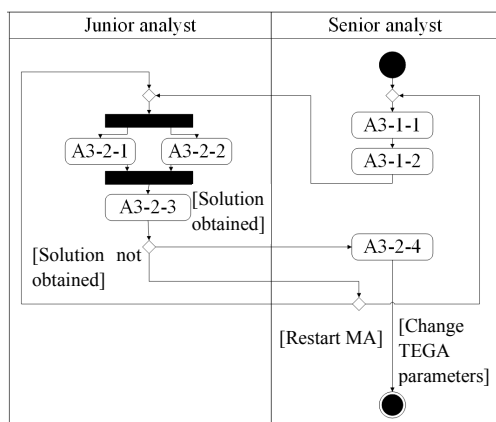 Junior analyst
Senior analyst
A3-1-1
A3-2-1
A3-2-2
A3-1-2
A3-2-3
[Solution
obtained]
[Solution not
obtained]
A3-2-4
[Restart MA]
[Change
TEGA
parameters]